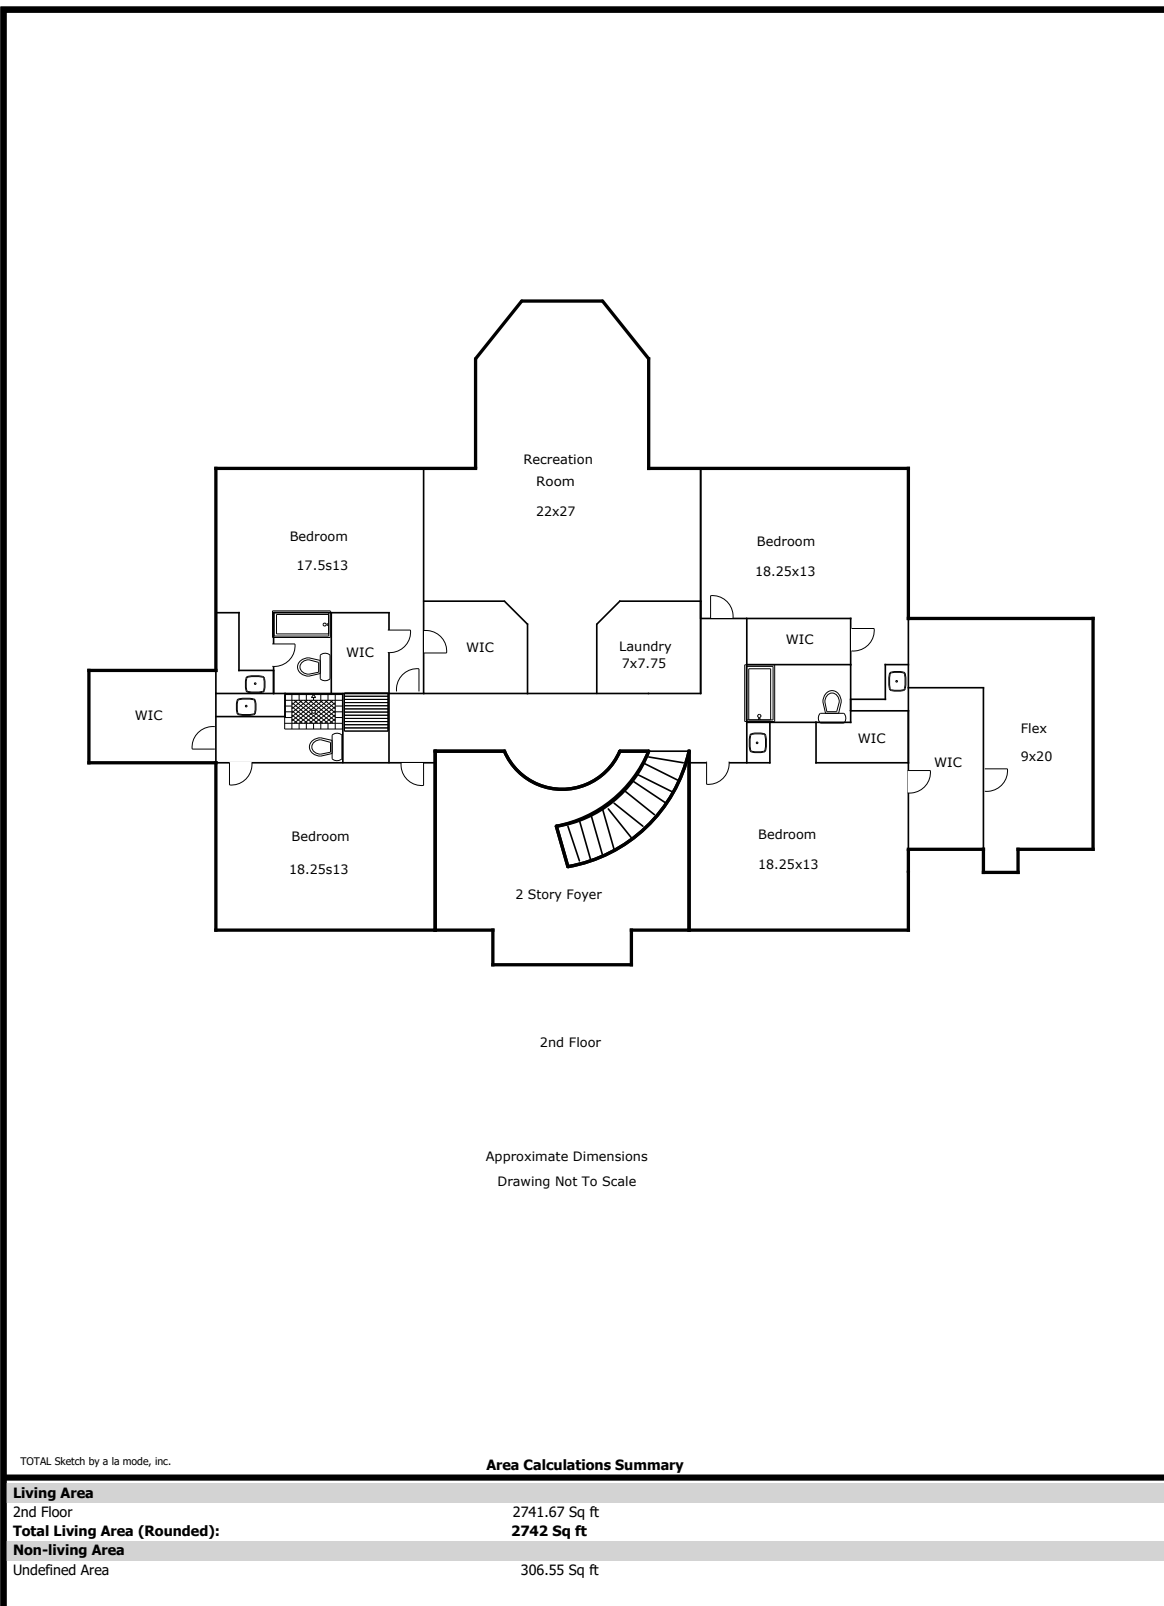 Recreation
Room
22x27
Bedroom
17.5s13
Bedroom
18.25x13
WIC
WIC
Laundry
7x7.75
WIC
WIC
WIC
WIC
Flex
9x20
Bedroom
18.25s13
Bedroom
18.25x13
2 Story Foyer
2nd Floor
Approximate Dimensions
Drawing Not To Scale
TOTAL Sketch by a la mode, inc.
Area Calculations Summary
Living Area
2nd Floor 2741.67 Sq ft
Total Living Area (Rounded): 2742 Sq ft
Non-living Area
Undefined Area 306.55 Sq ft